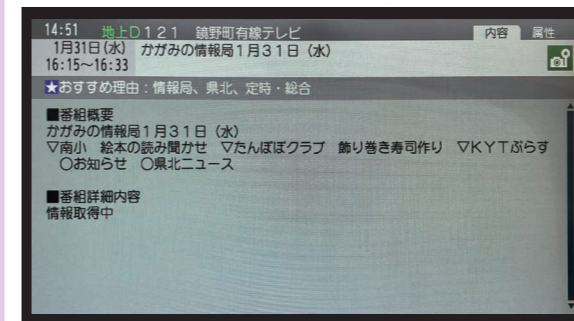 14:51 地上D121 鏡野町有線テレビ 内容 属性
1月31日(水) かがみの情報局1月31日(水)
16:15~16:33
★おすすめ理由:情報局、県北、定時・総合
■番組概要
かがみの情報局1月31日(水)
▽南小 絵本の読み聞かせ ▽たんぽぽクラブ 飾り巻き寿司作り ▽KYTぷらす
○お知らせ ○県北ニュース
■番組詳細内容
情報取得中